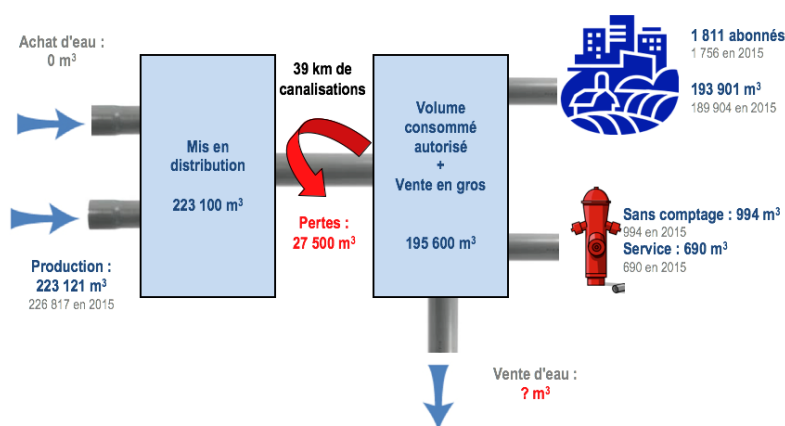 Achat d'eau :
0 m³
39 km de
canalisations
1 811 abonnés
1 756 en 2015
193 901 m³
189 904 en 2015
Mis en
distribution
223 100 m³
Volume
consommé
autorisé
+
Vente en gros
195 600 m³
Pertes :
27 500 m³
Sans comptage : 994 m³
994 en 2015
Service : 690 m³
690 en 2015
Production :
223 121 m³
226 817 en 2015
Vente d'eau :
? m³